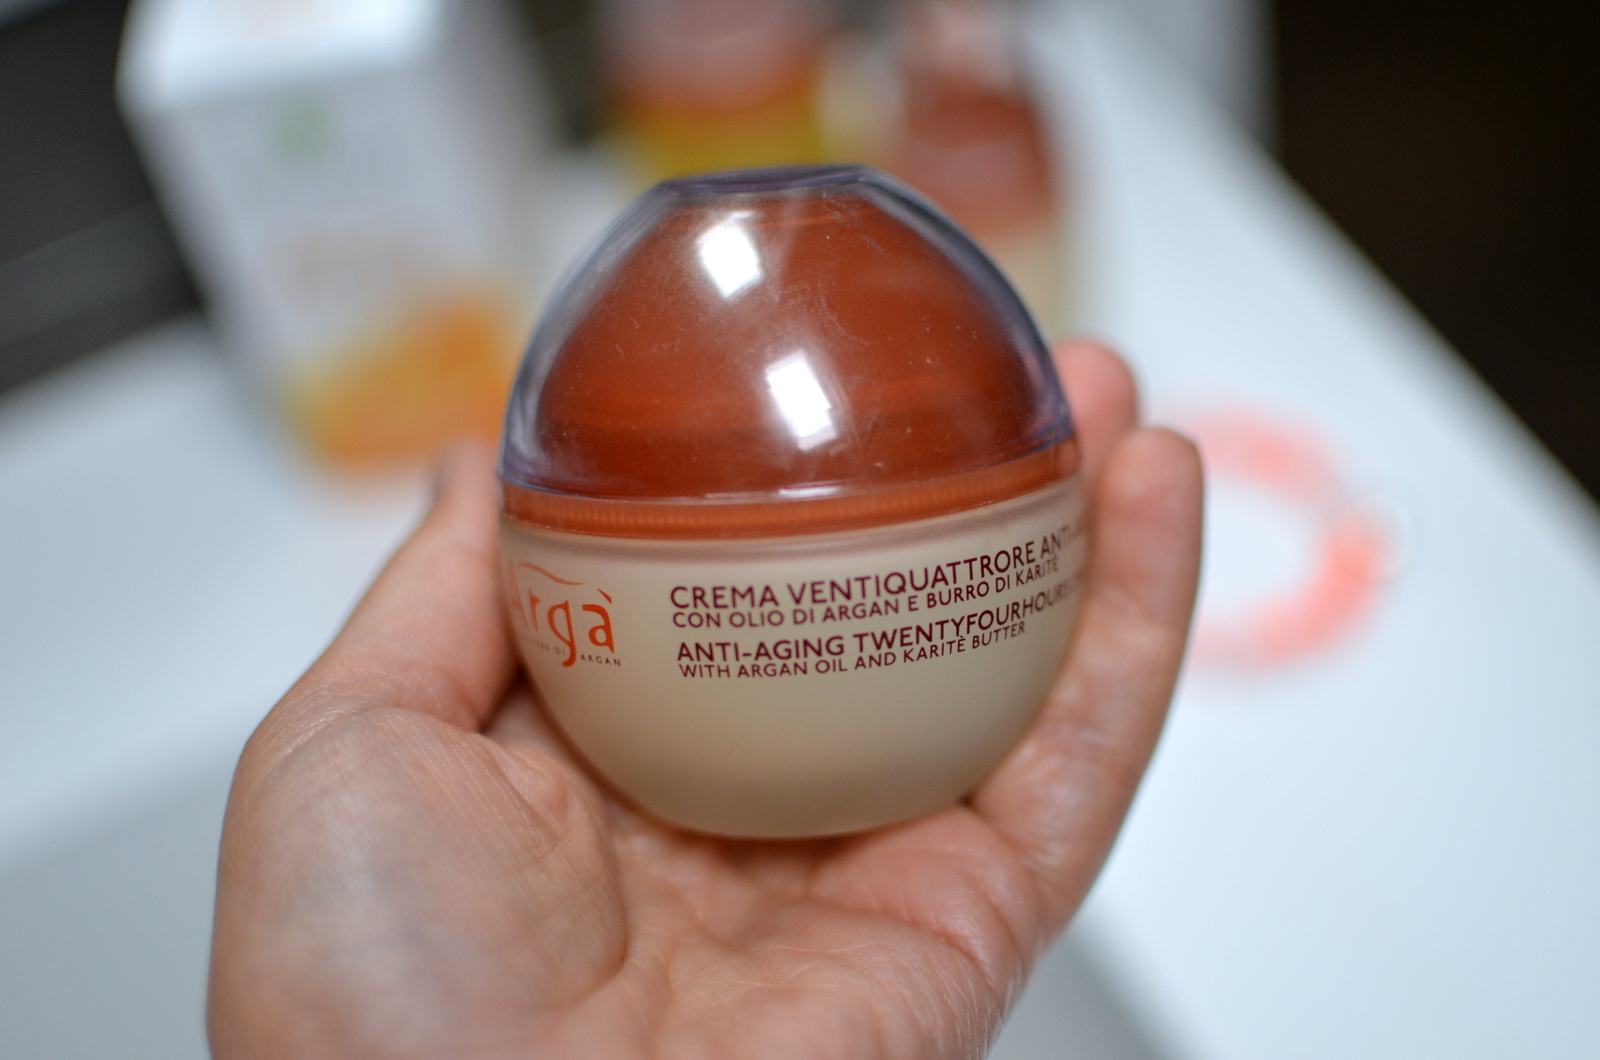 Argà
DI ARGAN
CREMA VENTIQUATTRORE
CON OLIO DI ARGAN E BURRO DI KARITÈ
ANTI-AGING TWENTYFOURHOURS
WITH ARGAN OIL AND KARITÈ BUTTER